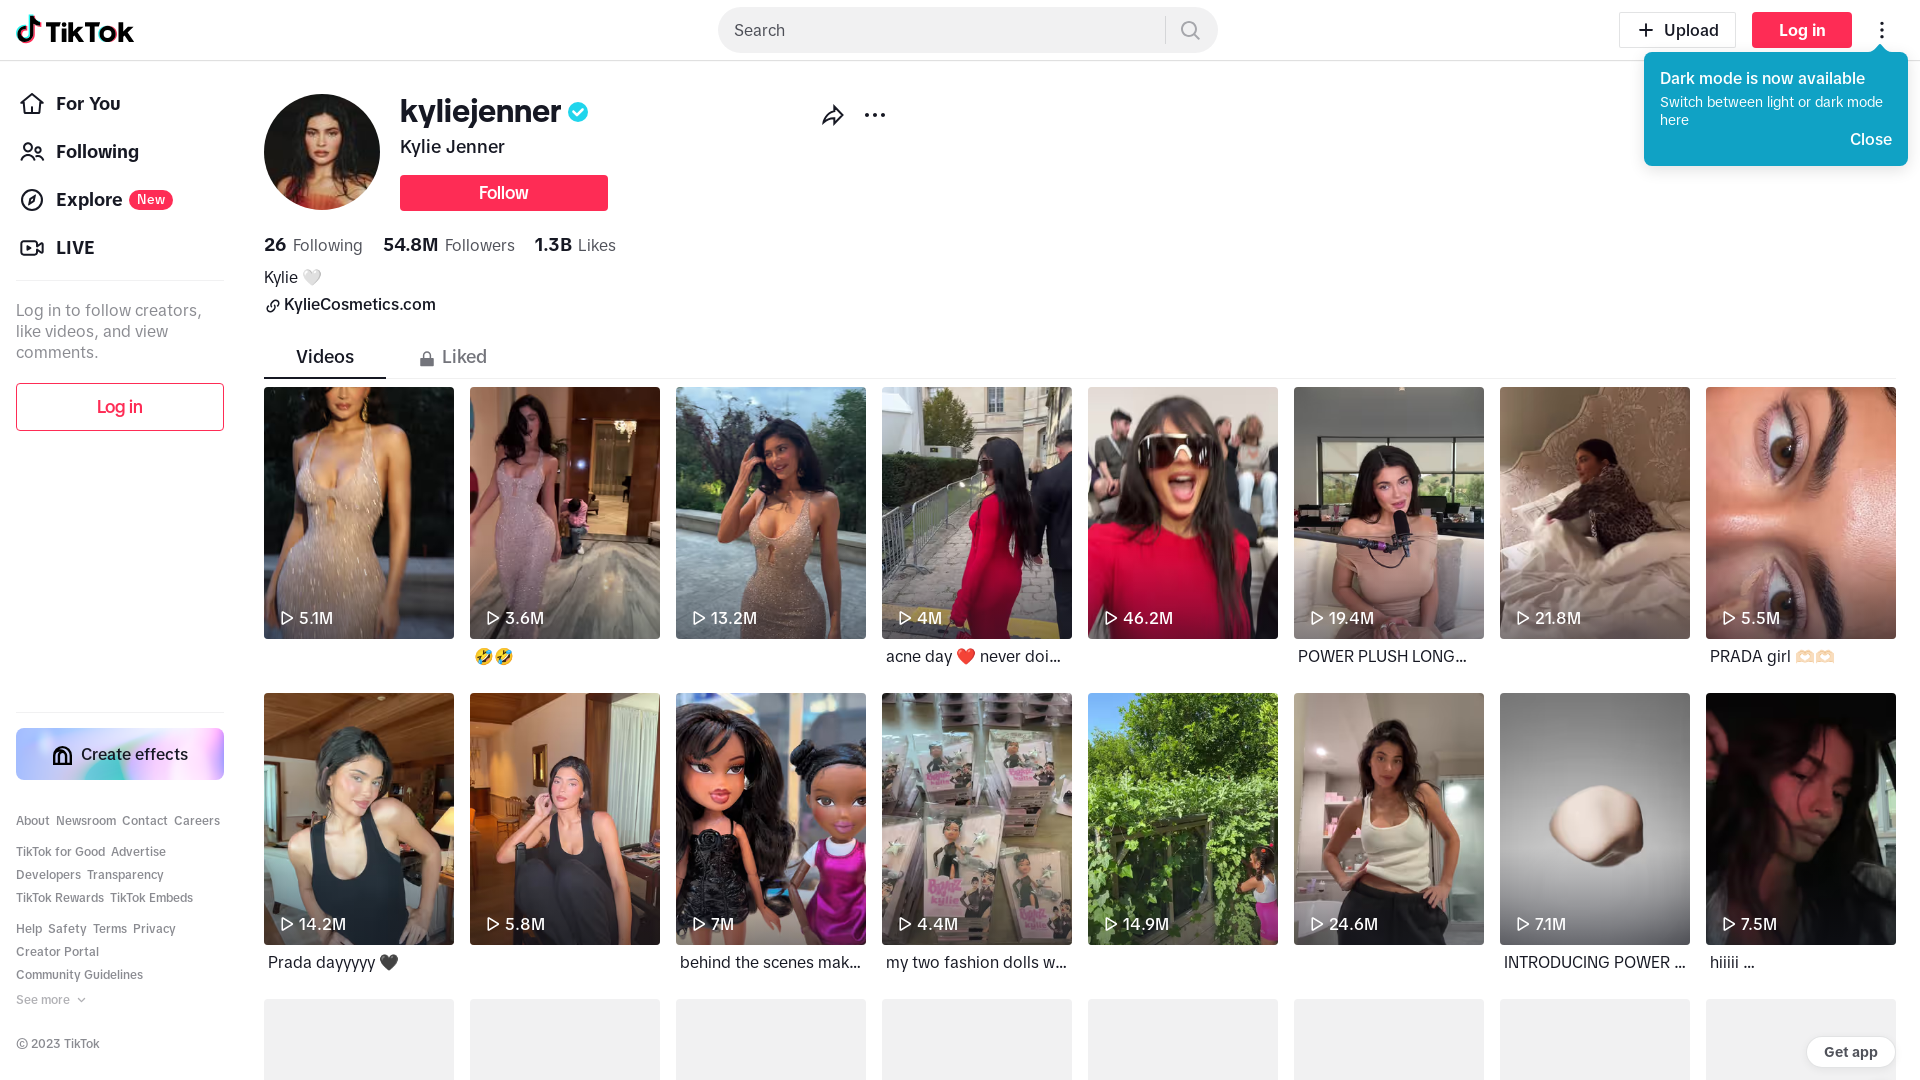 TikTok
Search
Upload
Log in
Dark mode is now available
Switch between light or dark mode
here
Close
For You
Following
Explore New
LIVE
Log in to follow creators,
like videos, and view
comments.
Log in
Create effects
About Newsroom Contact Careers
TikTok for Good Advertise
Developers Transparency
TikTok Rewards TikTok Embeds
Help Safety Terms Privacy
Creator Portal
Community Guidelines
See more
© 2023 TikTok
kyliejenner
Kylie Jenner
Follow
26 Following 54.8M Followers 1.3B Likes
Kylie 🤍
KylieCosmetics.com
Videos
Liked
5.1M
3.6M
13.2M
4M
46.2M
19.4M
21.8M
5.5M
🤣🤣
acne day ❤️ never doi...
POWER PLUSH LONG...
PRADA girl 🫶🏻🫶🏻
14.2M
5.8M
7M
4.4M
14.9M
24.6M
7.1M
7.5M
Prada dayyyyy 🖤
behind the scenes mak...
my two fashion dolls w...
INTRODUCING POWER ...
hiiiii ...
Get app